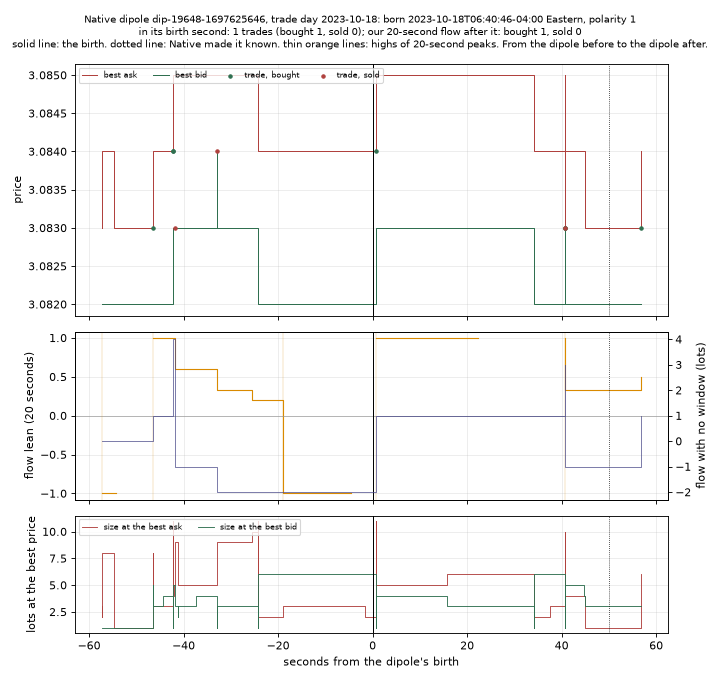 Native dipole dip-19648-1697625646, trade day 2023-10-18: born 2023-10-18T06:40:46-04:00 Eastern, polarity 1
in its birth second: 1 trades (bought 1, sold 0); our 20-second flow after it: bought 1, sold 0
solid line: the birth. dotted line: Native made it known. thin orange lines: highs of 20-second peaks. From the dipole before to the dipole after.
best ask
best bid
trade, bought
trade, sold
3.0850
3.0845
3.0840
3.0835
3.0830
3.0825
3.0820
price
1.0
0.5
0.0
−0.5
−1.0
flow lean (20 seconds)
4
3
2
1
0
−1
−2
flow with no window (lots)
size at the best ask
size at the best bid
10.0
7.5
5.0
2.5
lots at the best price
−60
−40
−20
0
20
40
60
seconds from the dipole's birth